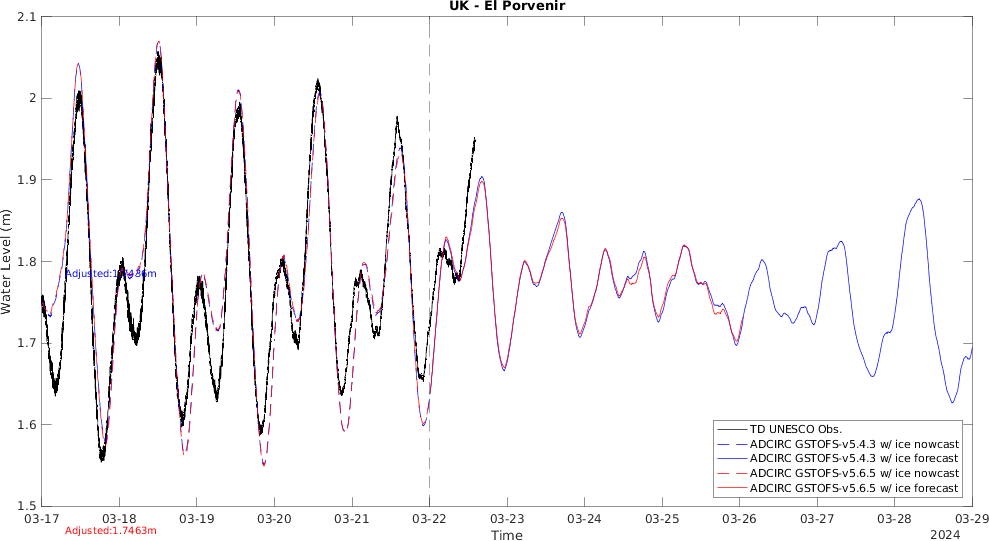 UK - El Porvenir
2.1
2
1.9
1.8
1.7
1.6
1.5
Water Level (m)
Adjusted:1.7436m
TD UNESCO Obs.
ADCIRC GSTOFS-v5.4.3 w/ ice nowcast
ADCIRC GSTOFS-v5.4.3 w/ ice forecast
ADCIRC GSTOFS-v5.6.5 w/ ice nowcast
ADCIRC GSTOFS-v5.6.5 w/ ice forecast
03-17 03-18 03-19 03-20 03-21 03-22 03-23 03-24 03-25 03-26 03-27 03-28 03-29
Adjusted:1.7463m
Time
2024